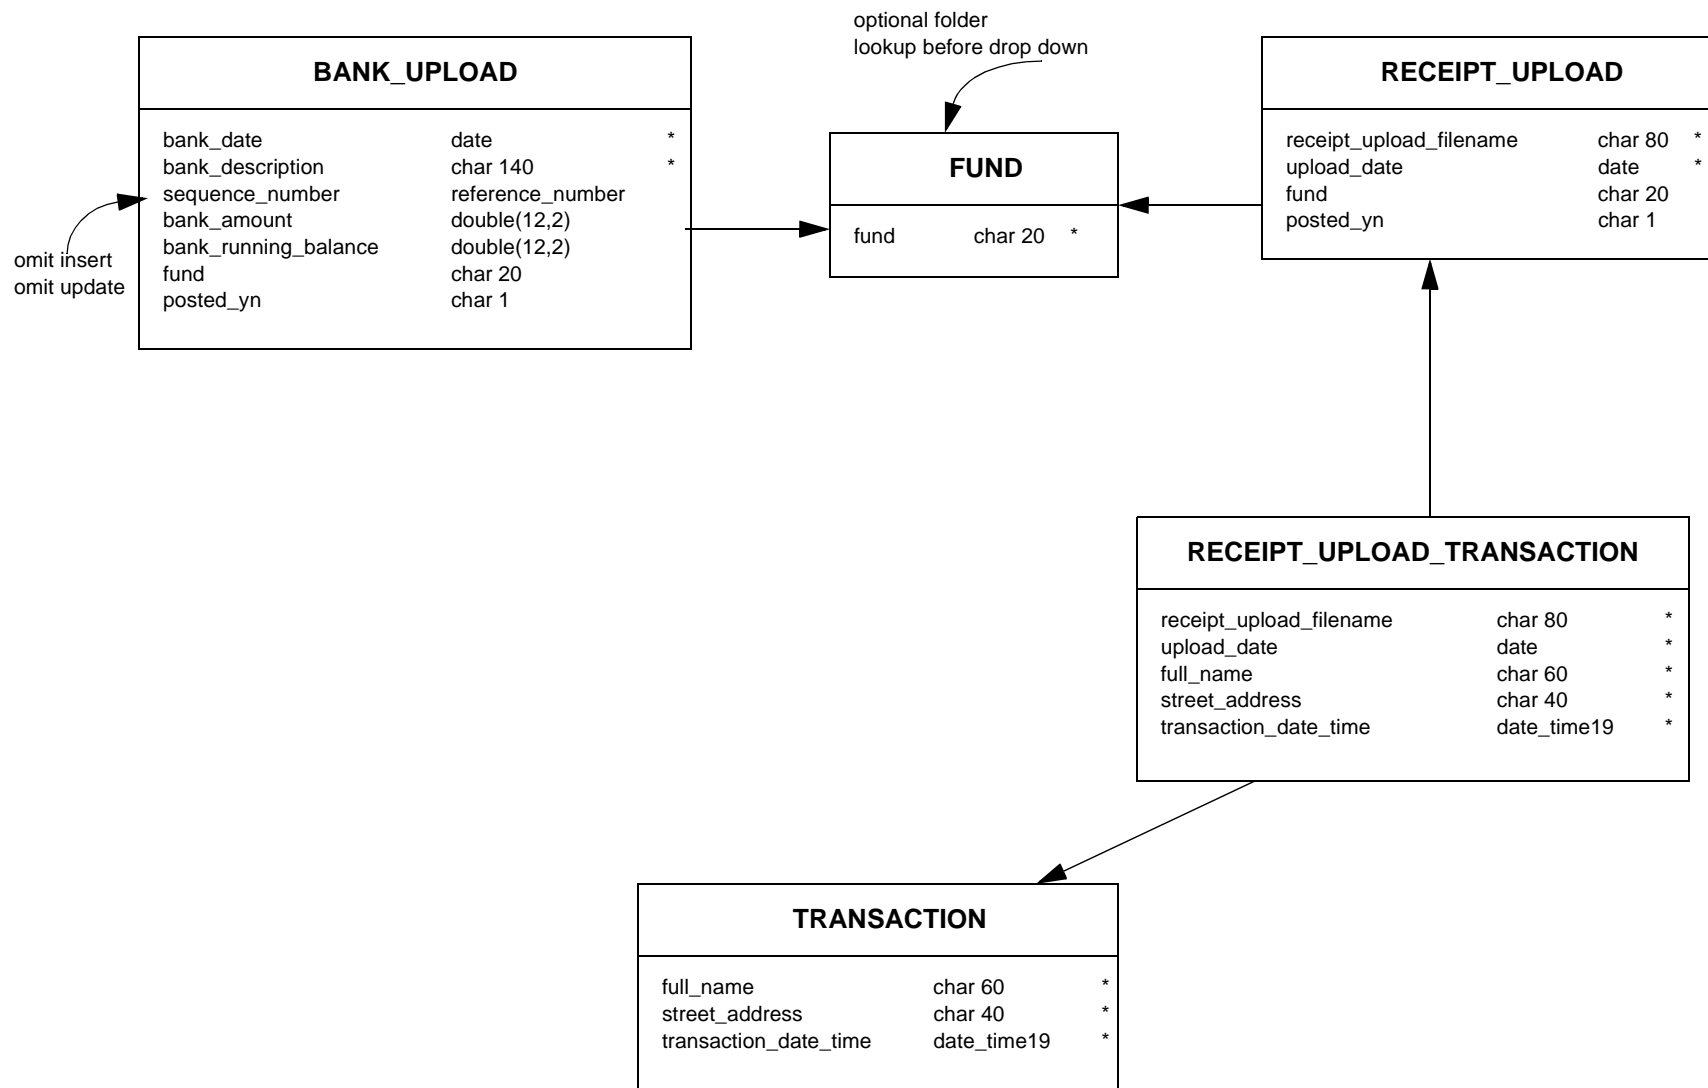 optional folder
lookup before drop down
BANK_UPLOAD
bank_date date *
bank_description char 140 *
sequence_number reference_number
bank_amount double(12,2)
bank_running_balance double(12,2)
fund char 20
posted_yn char 1
omit insert
omit update
FUND
fund char 20 *
RECEIPT_UPLOAD
receipt_upload_filename char 80 *
upload_date date *
fund char 20
posted_yn char 1
RECEIPT_UPLOAD_TRANSACTION
receipt_upload_filename char 80 *
upload_date date *
full_name char 60 *
street_address char 40 *
transaction_date_time date_time19 *
TRANSACTION
full_name char 60 *
street_address char 40 *
transaction_date_time date_time19 *